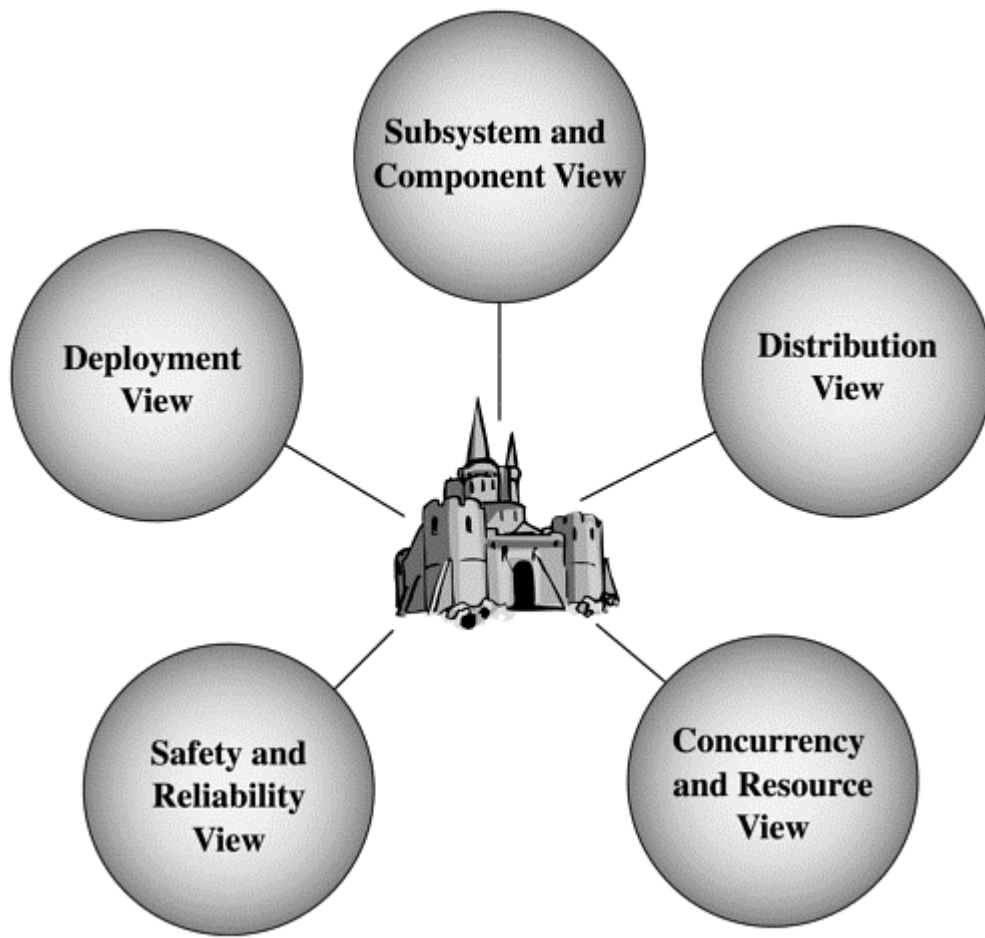 Subsystem and
Component View
Deployment
View
Distribution
View
Safety and
Reliability
View
Concurrency
and Resource
View